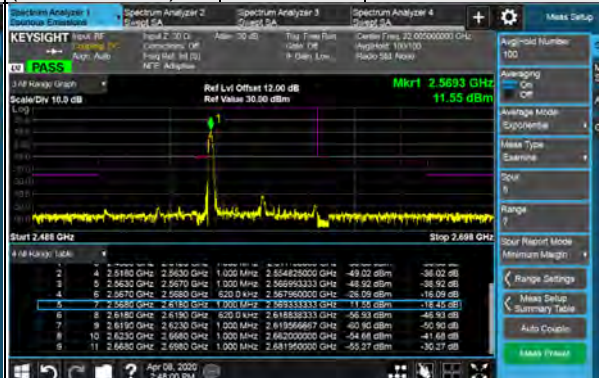 Spectrum Analyzer 1
Spurious Emissions
Spectrum Analyzer 2
Swept SA
Spectrum Analyzer 3
Swept SA
Spectrum Analyzer 4
Swept SA
+
Meas Setup
KEYSIGHT
Input: RF
Coupling: DC
Align: Auto
Corrections: Off
Freq Ref: Int (S)
NFE: Adaptive
Atten: 30 dB
Trig: Free Run
Gate: Off
Center Freq: 22.005000000 GHz
Avg|Hold: 100/100
Radio Std: None
PASS
3 All Range Graph
Scale/Div 10.0 dB
Ref Lvl Offset 12.00 dB
Ref Value 30.00 dBm
Mkr1 2.5693 GHz
11.55 dBm
Log
1
Start 2.486 GHz
Stop 2.698 GHz
4 All Range Table
2 4 2.5180 GHz 2.5630 GHz 1.000 MHz 2.554825000 GHz -49.02 dBm -36.02 dB
3 5 2.5630 GHz 2.5670 GHz 1.000 MHz 2.566993333 GHz -48.92 dBm -38.92 dB
4 6 2.5670 GHz 2.5680 GHz 620.0 kHz 2.567960000 GHz -26.09 dBm -16.09 dB
5 7 2.5680 GHz 2.6180 GHz 1.000 MHz 2.569333333 GHz 11.55 dBm -18.45 dB
6 8 2.6180 GHz 2.6190 GHz 620.0 kHz 2.618838333 GHz -56.93 dBm -46.93 dB
7 9 2.6190 GHz 2.6230 GHz 1.000 MHz 2.619566667 GHz -60.90 dBm -50.90 dB
8 10 2.6230 GHz 2.6680 GHz 1.000 MHz 2.662000000 GHz -54.68 dBm -41.68 dB
9 11 2.6680 GHz 2.6980 GHz 1.000 MHz 2.681950000 GHz -55.27 dBm -30.27 dB
Avg|Hold Number
100
Averaging
On
Off
Average Mode
Exponential
Meas Type
Examine
Spur
5
Range
7
Spur Report Mode
Minimum Margin
Range Settings
Meas Setup
Summary Table
Auto Couple
Meas Preset
?
Apr 08, 2020
2:48:00 PM